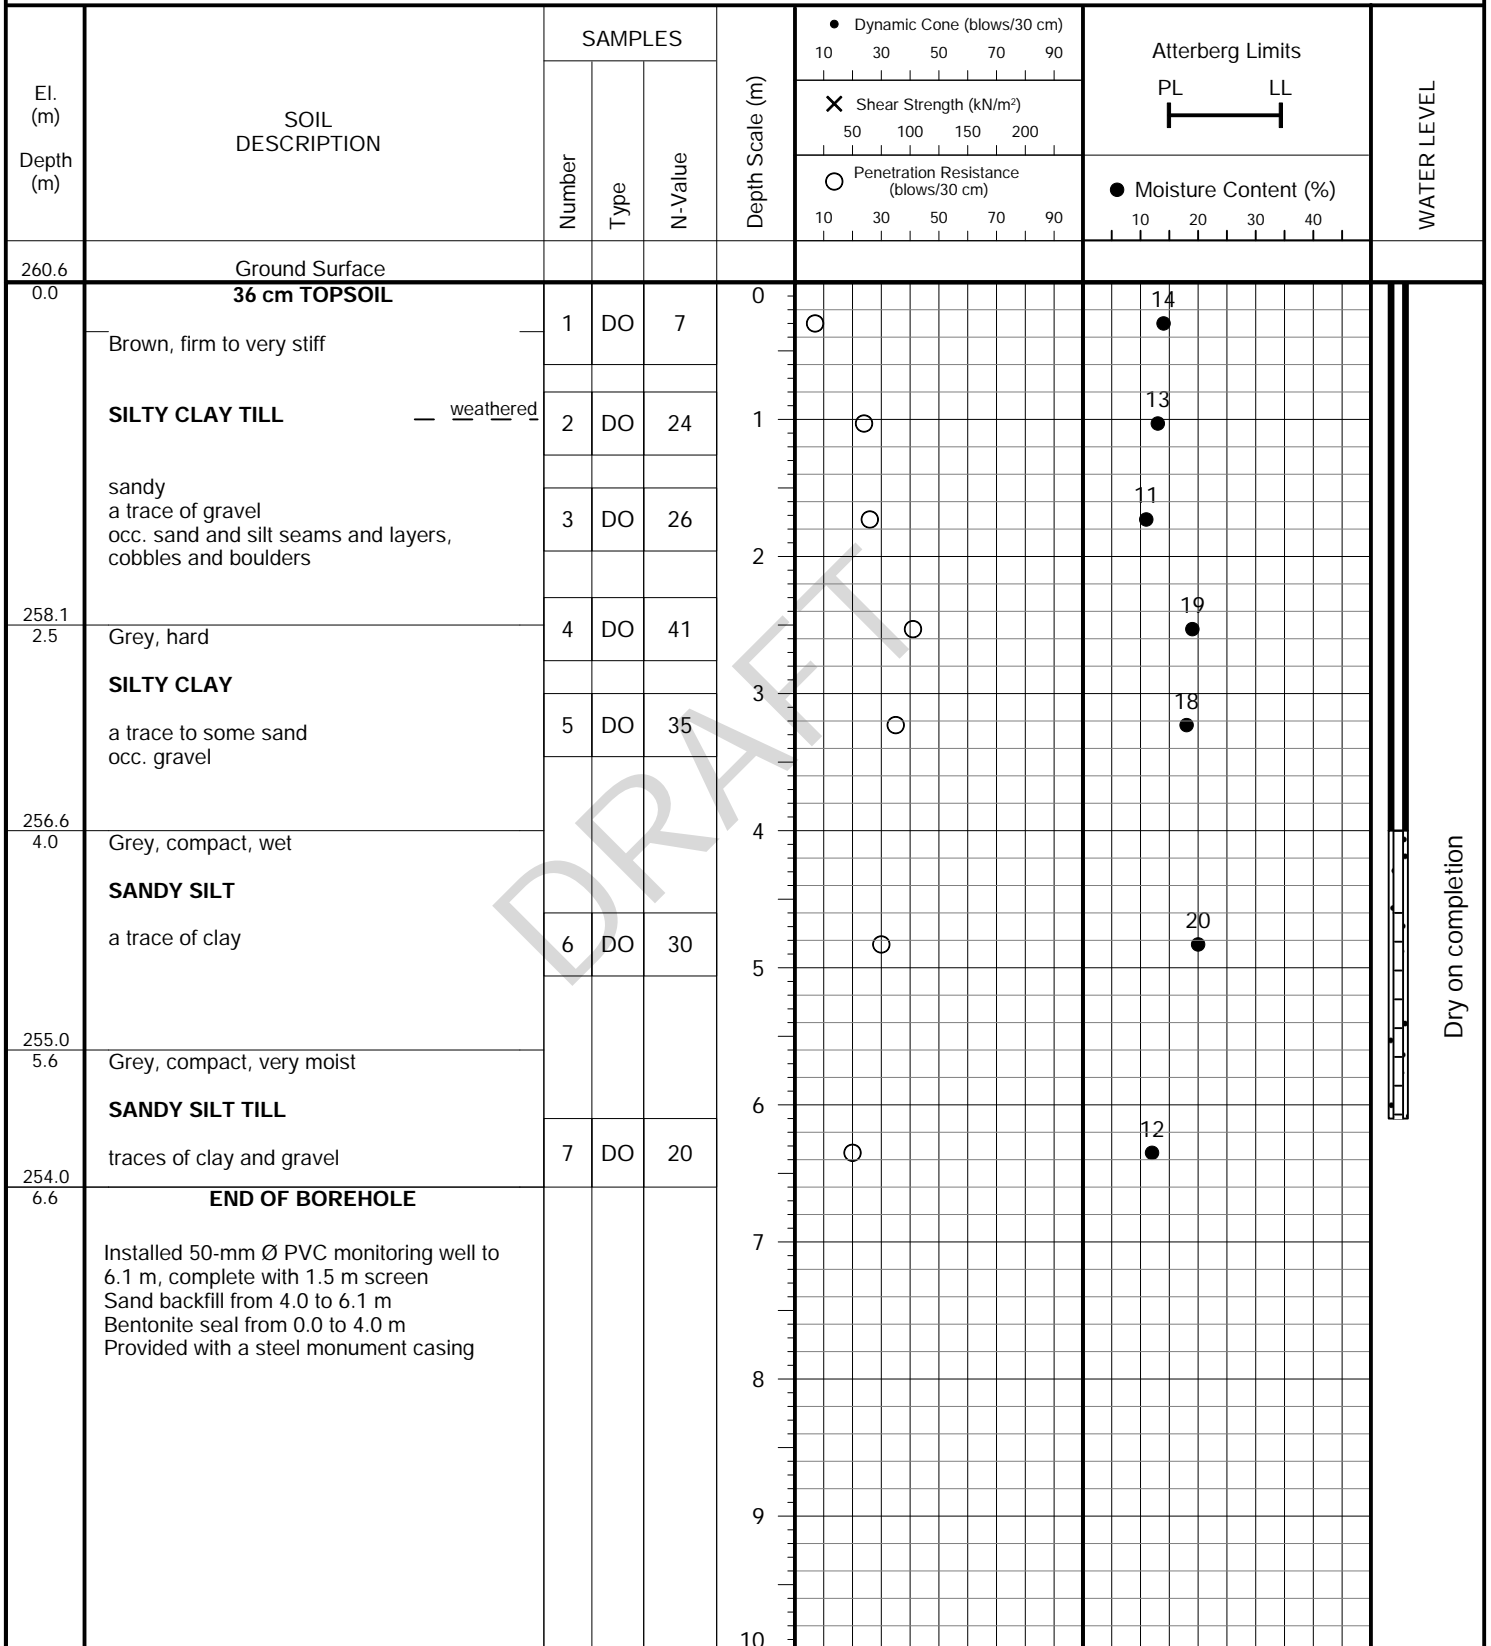 El.
(m)
Depth
(m)
SOIL
DESCRIPTION
SAMPLES
Number
Type
N-Value
Depth Scale (m)
● Dynamic Cone (blows/30 cm)
10 30 50 70 90
✕ Shear Strength (kN/m²)
50 100 150 200
○ Penetration Resistance
(blows/30 cm)
10 30 50 70 90
Atterberg Limits
PL LL
● Moisture Content (%)
10 20 30 40
WATER LEVEL
260.6 Ground Surface
0.0 36 cm TOPSOIL 0
1 DO 7 14
Brown, firm to very stiff
SILTY CLAY TILL weathered
2 DO 24 1 13
sandy
a trace of gravel
3 DO 26 11
occ. sand and silt seams and layers,
cobbles and boulders 2
258.1
2.5 Grey, hard
4 DO 41 19
SILTY CLAY 3
5 DO 35 18
a trace to some sand
occ. gravel
256.6
4.0 Grey, compact, wet 4
SANDY SILT
a trace of clay 6 DO 30 20
5
255.0
5.6 Grey, compact, very moist
SANDY SILT TILL 6
traces of clay and gravel 7 DO 20 12
254.0
6.6 END OF BOREHOLE
Installed 50-mm Ø PVC monitoring well to 7
6.1 m, complete with 1.5 m screen
Sand backfill from 4.0 to 6.1 m
Bentonite seal from 0.0 to 4.0 m
Provided with a steel monument casing
8
9
10
Dry on completion
DRAFT